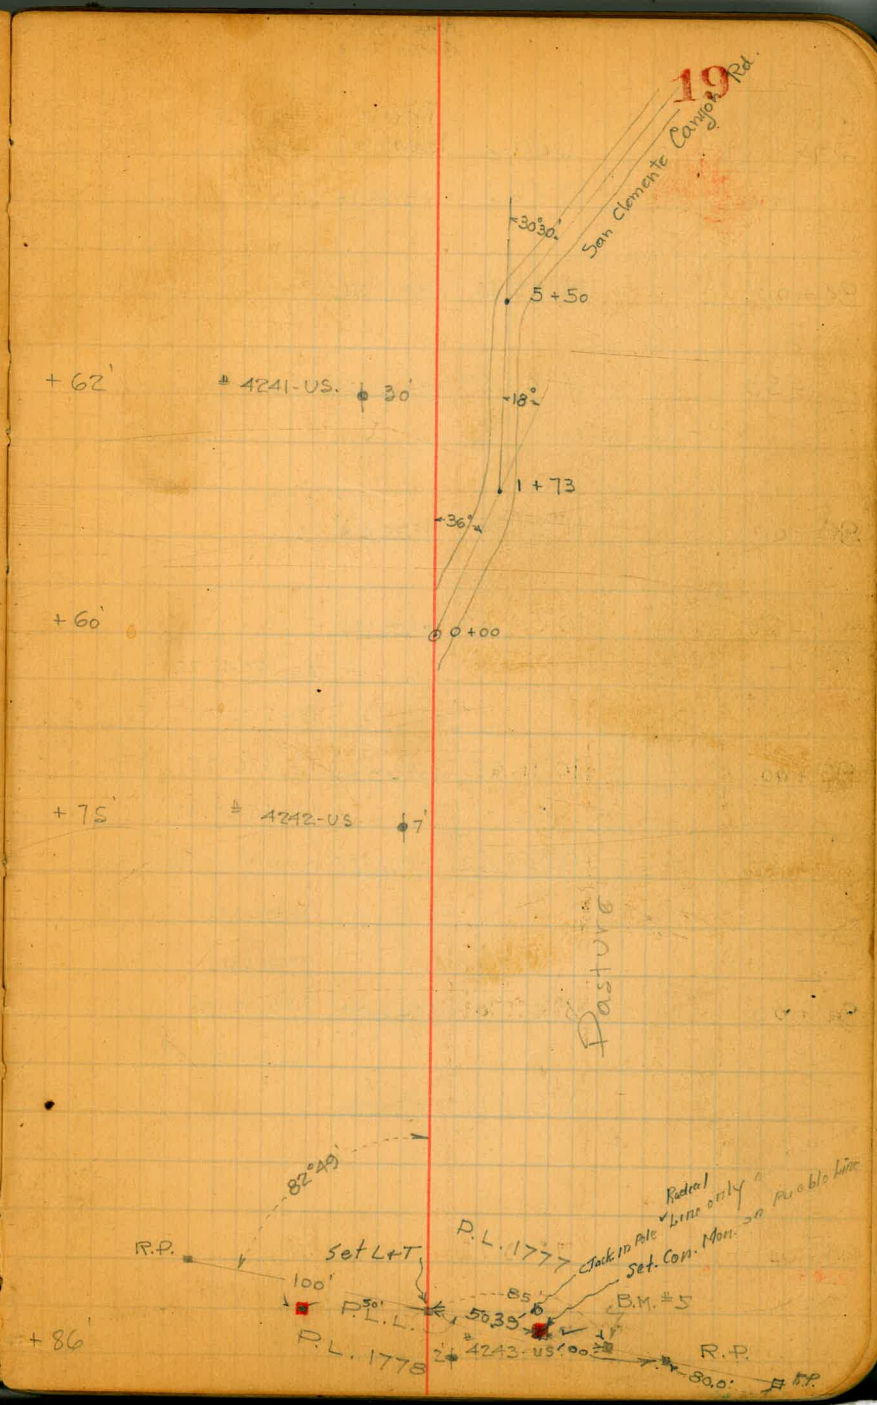 19
San Clemente Canyon Rd.
30°30'
5+50
+62' # 4241-US. 30'
18°
1+73
36°
+60' 0+00
+75' # 4242-US 7'
Pasture
82°49'
Radial
Tack in Pole Line only
Set. Con. Mon. on Pueblo Line
P.L. 1777
R.P. Set L+T
100' 85'
P.L.L. 50' 50.39' B.M. #5
+86' P.L. 1778 2' # 4243-US 100 R.P.
80.0' R.P.